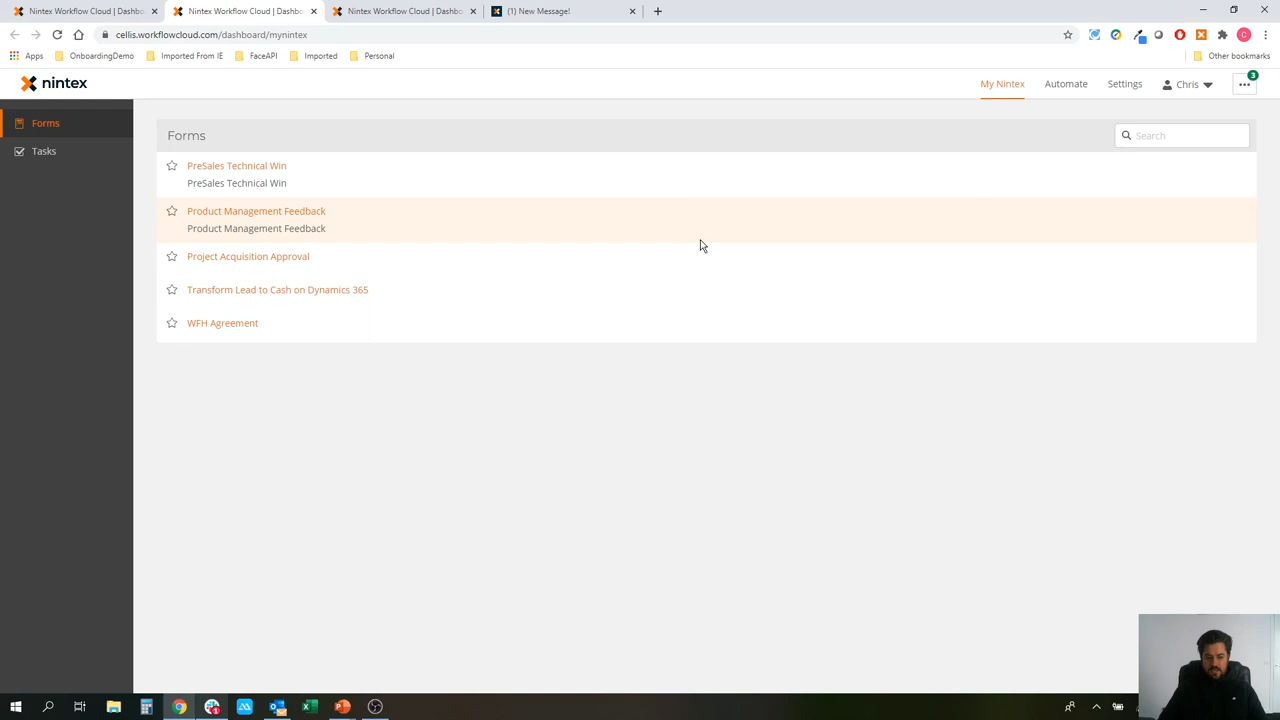 Nintex Workflow Cloud | Dashbo
Nintex Workflow Cloud | Dashbo
Nintex Workflow Cloud | Dashbo
(1) New Message!
cellis.workflowcloud.com/dashboard/mynintex
C
Apps
OnboardingDemo
Imported From IE
FaceAPI
Imported
Personal
Other bookmarks
nintex
My Nintex
Automate
Settings
Chris
3
Forms
Tasks
Forms
Search
PreSales Technical Win
PreSales Technical Win
Product Management Feedback
Product Management Feedback
Project Acquisition Approval
Transform Lead to Cash on Dynamics 365
WFH Agreement